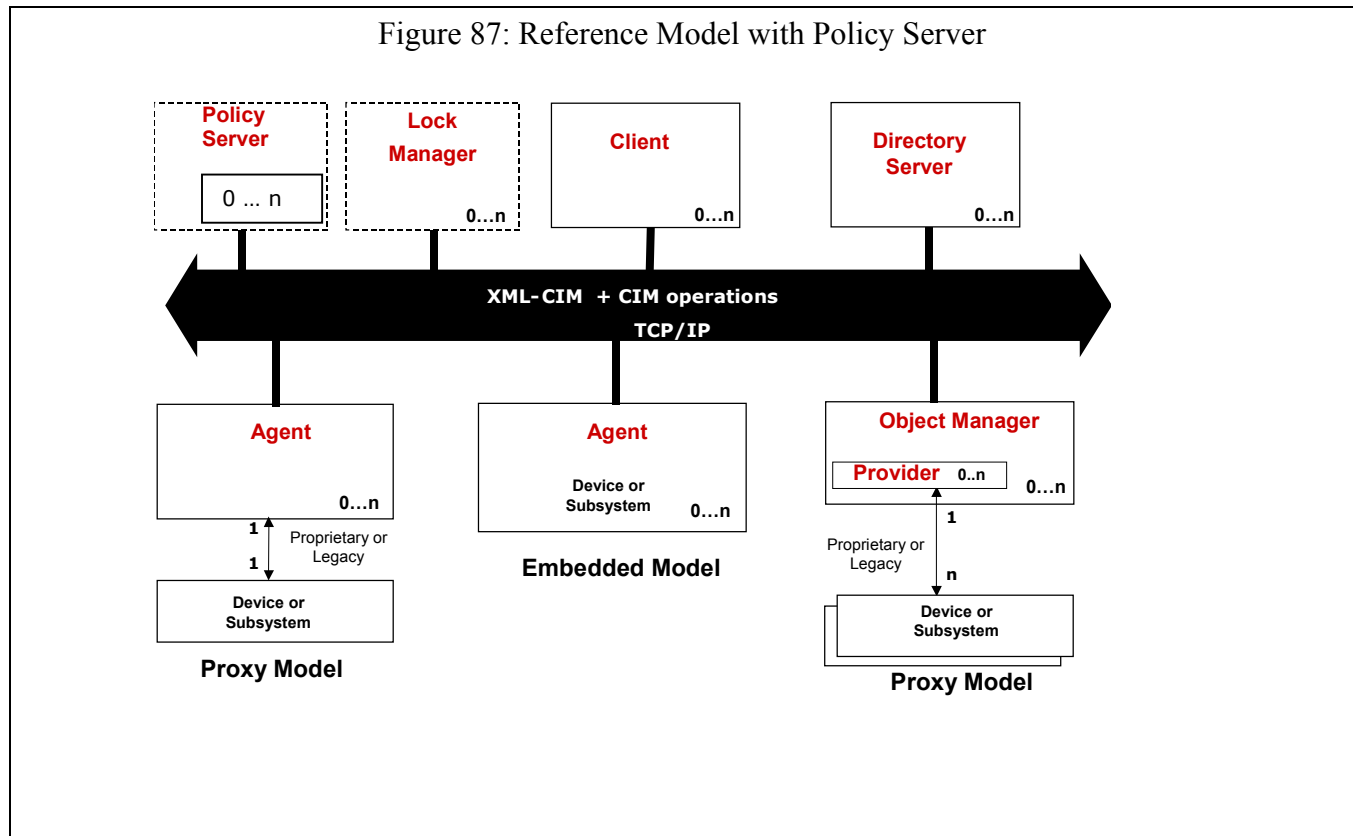 Figure 87: Reference Model with Policy Server
Policy
Server
0 ... n
Lock
Manager
0...n
Client
0...n
Directory
Server
0...n
XML-CIM + CIM operations
TCP/IP
Agent
0...n
1
Proprietary or
Legacy
1
Device or
Subsystem
Proxy Model
Agent
Device or
Subsystem
0...n
Embedded Model
Object Manager
Provider 0..n
0...n
1
Proprietary or
Legacy
n
Device or
Subsystem
Proxy Model